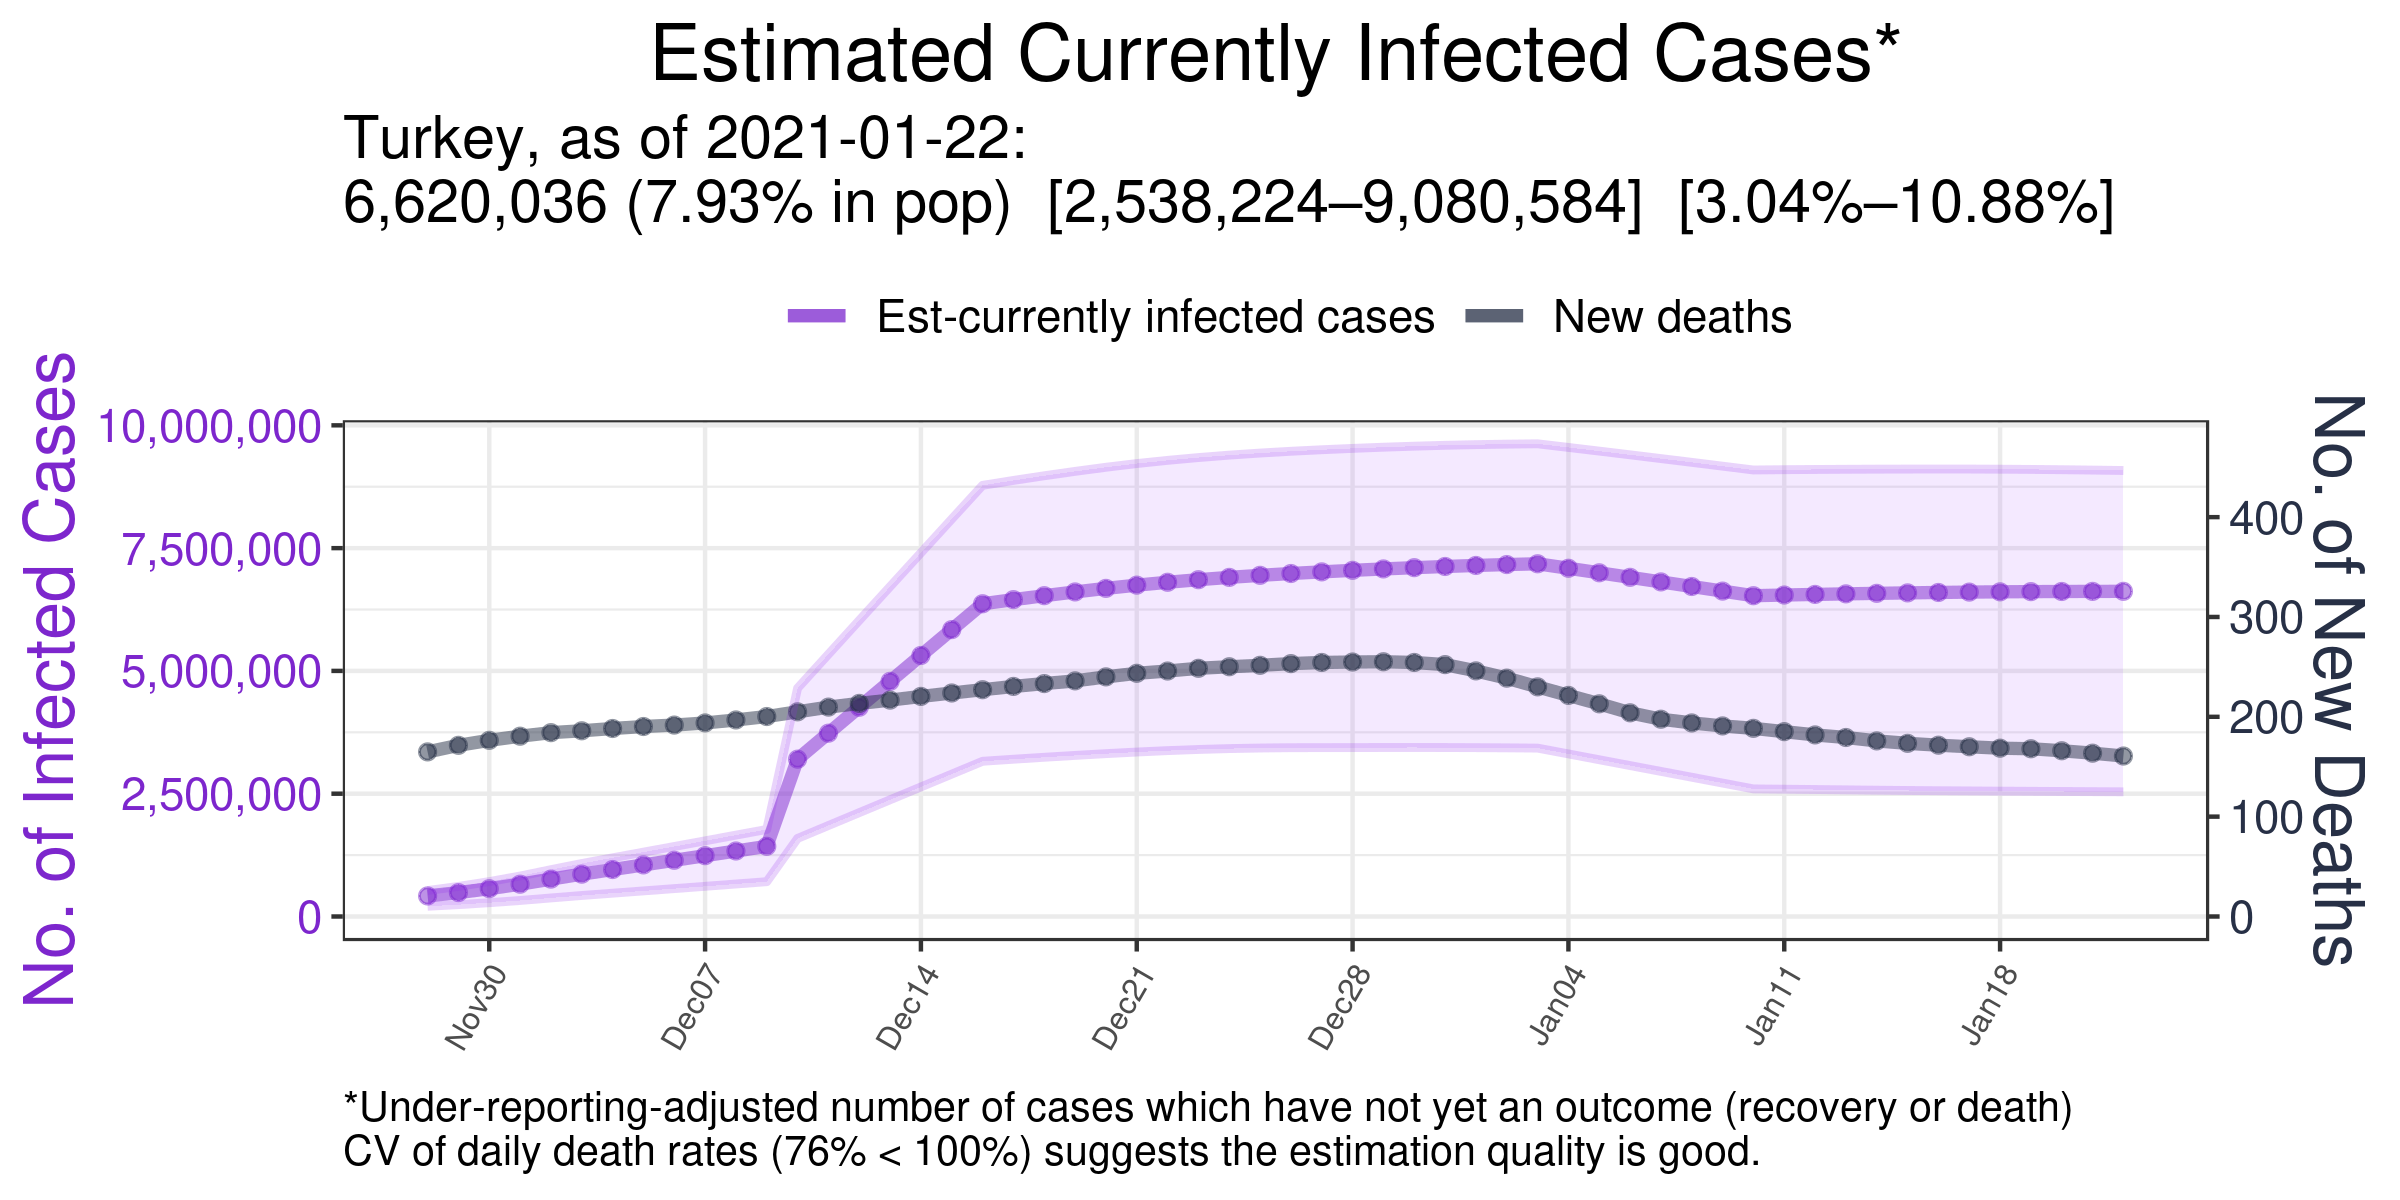 Estimated Currently Infected Cases*
Turkey, as of 2021-01-22:
6,620,036 (7.93% in pop) [2,538,224–9,080,584] [3.04%–10.88%]
Est-currently infected cases
New deaths
No. of Infected Cases
10,000,000
7,500,000
5,000,000
2,500,000
0
No. of New Deaths
400
300
200
100
0
Nov30
Dec07
Dec14
Dec21
Dec28
Jan04
Jan11
Jan18
*Under-reporting-adjusted number of cases which have not yet an outcome (recovery or death)
CV of daily death rates (76% < 100%) suggests the estimation quality is good.